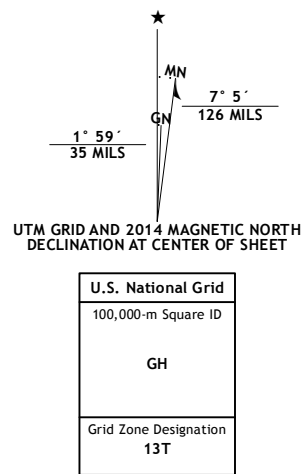 ★
MN
7° 5´
126 MILS
GN
1° 59´
35 MILS
UTM GRID AND 2014 MAGNETIC NORTH
DECLINATION AT CENTER OF SHEET
U.S. National Grid
100,000-m Square ID
GH
Grid Zone Designation
13T